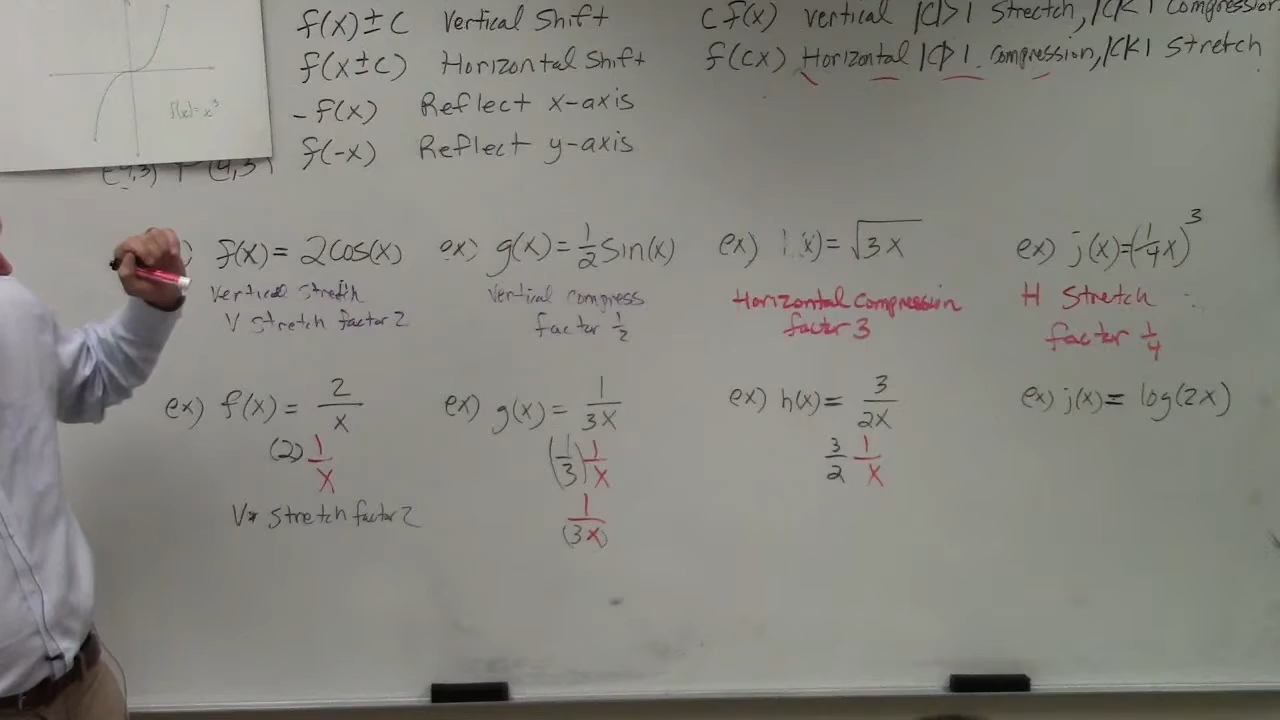 f(x) ± c Vertical Shift
f(x ± c) Horizontal Shift
- f(x) Reflect x-axis
f(-x) Reflect y-axis
c f(x) vertical |c|>1 Strectch, |c|<1 Compression
f(cx) Horizontal |c|>1 compression, |c|<1 Stretch
f(x)=x³
(4,3)
f(x)= 2cos(x)
Vertical Stretch
V stretch factor 2
ex) g(x)= 1/2 Sin(x)
Vertical compress
factor 1/2
ex) (x)= √3x
Horizontal Compression
factor 3
ex) j(x)=(1/4 x)³
H Stretch
factor 1/4
ex) f(x)= 2/x
(2) 1/x
V Stretch factor 2
ex) g(x)= 1/3x
(1/3) 1/x
1/(3x)
ex) h(x)= 3/2x
3/2 1/x
ex) j(x)= log(2x)